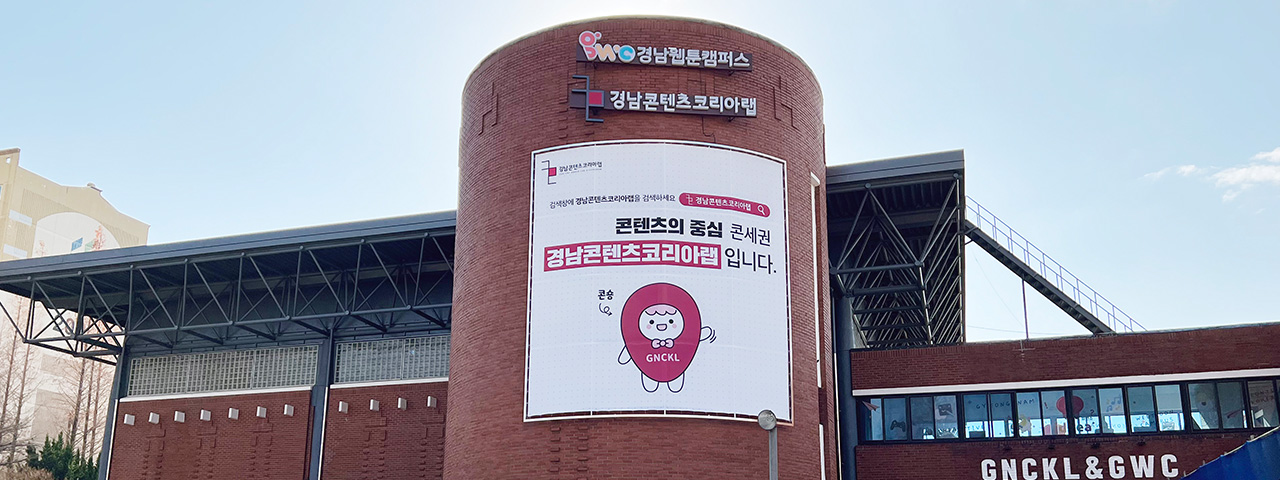 gwc 경남웹툰캠퍼스
경남콘텐츠코리아랩
경남콘텐츠코리아랩
검색창에 경남콘텐츠코리아랩을 검색하세요 경남콘텐츠코리아랩
콘텐츠의 중심 콘세권
경남콘텐츠코리아랩 입니다.
콘숑
GNCKL
GNCKL&GWC